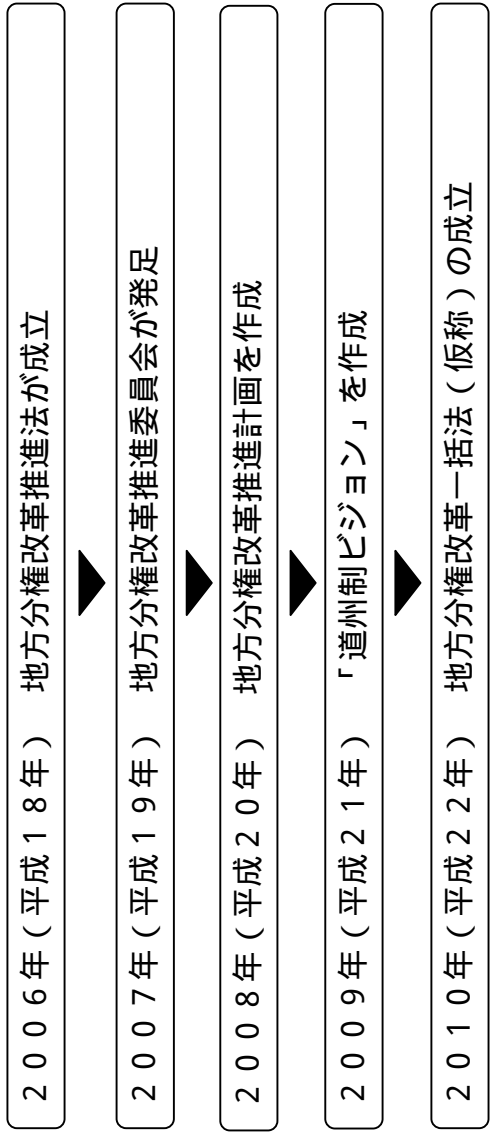 ２００６年（平成１８年）　地方分権改革推進法が成立
２００７年（平成１９年）　地方分権改革推進委員会が発足
２００８年（平成２０年）　地方分権改革推進計画を作成
２００９年（平成２１年）　「道州制ビジョン」を作成
２０１０年（平成２２年）　地方分権改革一括法（仮称）の成立